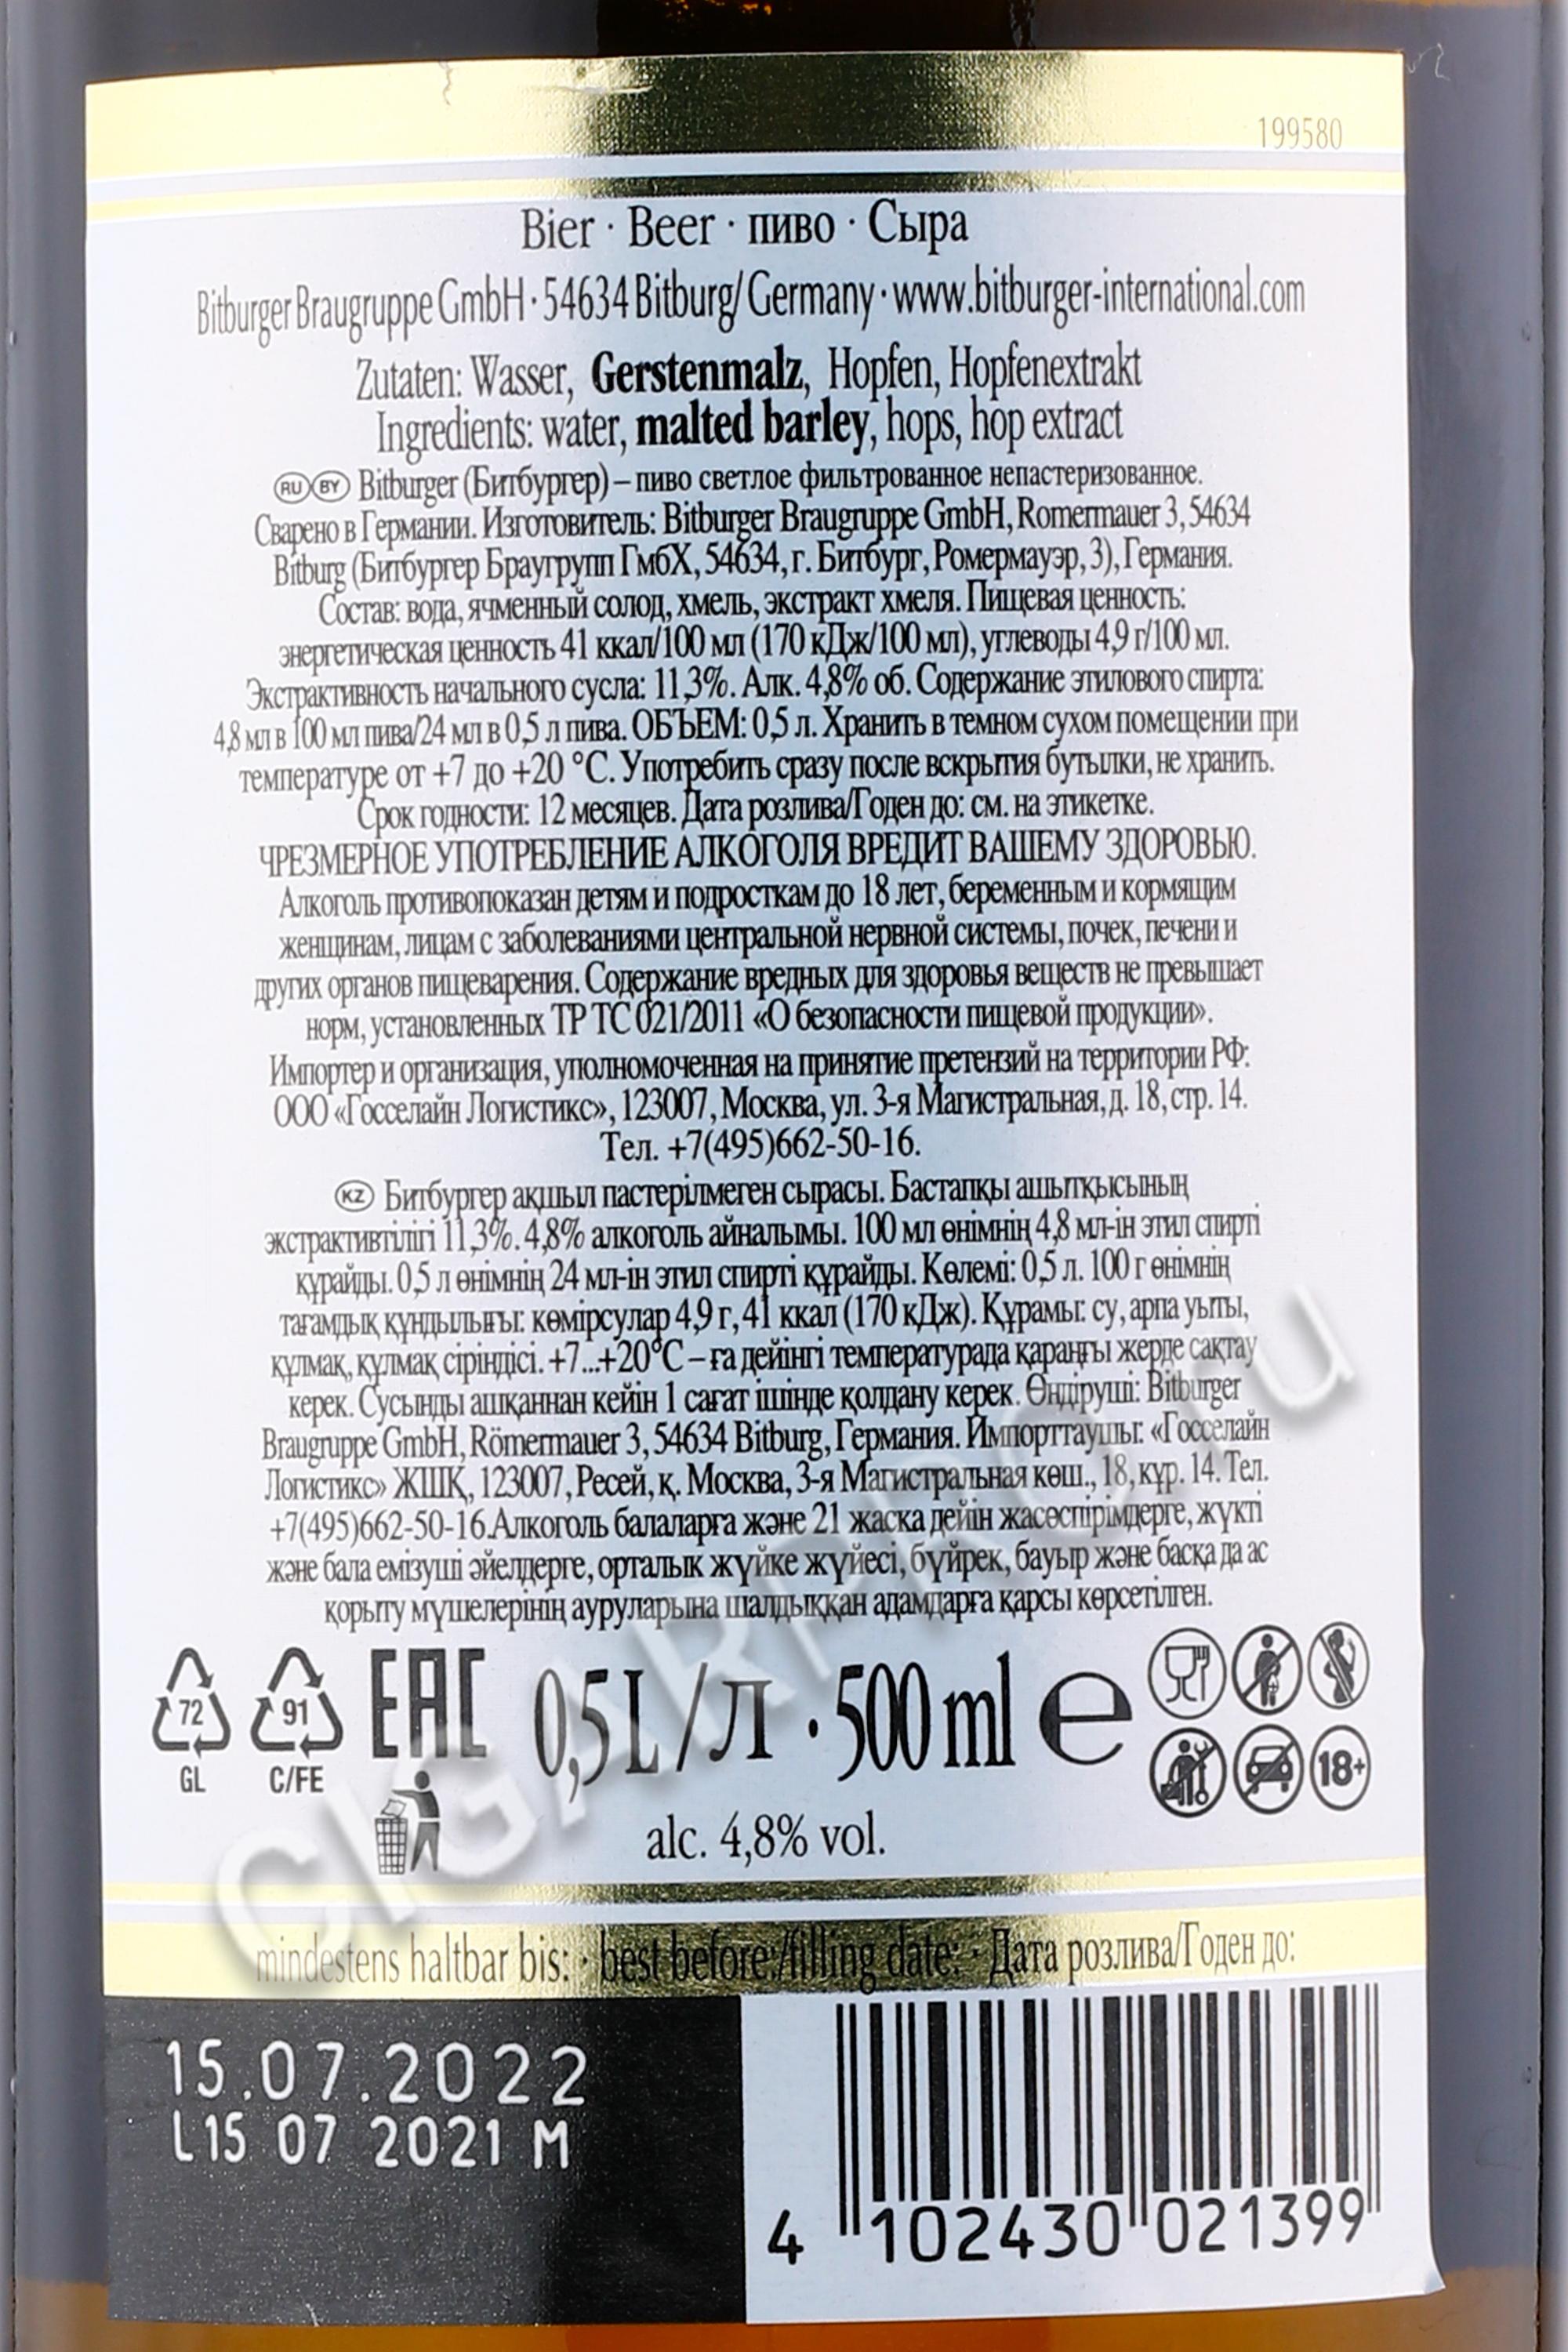 199580
Bier · Beer · пиво · Сыра
Bitburger Braugruppe GmbH · 54634 Bitburg/Germany · www.bitburger-international.com
Zutaten: Wasser, Gerstenmalz, Hopfen, Hopfenextrakt
Ingredients: water, malted barley, hops, hop extract
RU BY Bitburger (Битбургер) – пиво светлое фильтрованное непастеризованное.
Сварено в Германии. Изготовитель: Bitburger Braugruppe GmbH, Romermauer 3, 54634
Bitburg (Битбургер Браугрупп ГмбХ, 54634, г. Битбург, Ромермауэр, 3), Германия.
Состав: вода, ячменный солод, хмель, экстракт хмеля. Пищевая ценность:
энергетическая ценность 41 ккал/100 мл (170 кДж/100 мл), углеводы 4,9 г/100 мл.
Экстрактивность начального сусла: 11,3%. Алк. 4,8% об. Содержание этилового спирта:
4,8 мл в 100 мл пива/24 мл в 0,5 л пива. ОБЪЕМ: 0,5 л. Хранить в темном сухом помещении при
температуре от +7 до +20 °C. Употребить сразу после вскрытия бутылки, не хранить.
Срок годности: 12 месяцев. Дата розлива/Годен до: см. на этикетке.
ЧРЕЗМЕРНОЕ УПОТРЕБЛЕНИЕ АЛКОГОЛЯ ВРЕДИТ ВАШЕМУ ЗДОРОВЬЮ.
Алкоголь противопоказан детям и подросткам до 18 лет, беременным и кормящим
женщинам, лицам с заболеваниями центральной нервной системы, почек, печени и
других органов пищеварения. Содержание вредных для здоровья веществ не превышает
норм, установленных ТР ТС 021/2011 «О безопасности пищевой продукции».
Импортер и организация, уполномоченная на принятие претензий на территории РФ:
ООО «Госселайн Логистикс», 123007, Москва, ул. 3-я Магистральная, д. 18, стр. 14.
Тел. +7(495)662-50-16.
KZ Битбургер ақшыл пастерілмеген сырасы. Бастапқы ашытқысының
экстрактивтілігі 11,3%. 4,8% алкоголь айналымы. 100 мл өнімнің 4,8 мл-ін этил спирті
құрайды. 0,5 л өнімнің 24 мл-ін этил спирті құрайды. Көлемі: 0,5 л. 100 г өнімнің
тағамдық құндылығы: көмірсулар 4,9 г, 41 ккал (170 кДж). Құрамы: су, арпа уыты,
құлмақ, құлмақ сіріндісі. +7...+20°C – ға дейінгі температурада қараңғы жерде сақтау
керек. Сусынды ашқаннан кейін 1 сағат ішінде қолдану керек. Өндіруші: Bitburger
Braugruppe GmbH, Römermauer 3, 54634 Bitburg, Германия. Импорттаушы: «Госселайн
Логистикс» ЖШҚ, 123007, Ресей, қ. Москва, 3-я Магистральная көш., 18, құр. 14. Тел.
+7(495)662-50-16.Алкоголь балаларға және 21 жасқа дейін жасөспірімдерге, жүкті
және бала емізуші әйелдерге, орталық жүйке жүйесі, бүйрек, бауыр және басқа да ас
қорыту мүшелерінің ауруларына шалдыққан адамдарға қарсы көрсетілген.
72 91 EAC 0,5 L / Л · 500 ml e
GL C/FE 18+
alc. 4,8% vol.
mindestens haltbar bis: · best before:/filling date: · Дата розлива/Годен до:
15.07.2022
L15 07 2021 M
4 102430 021399
CIGARPRO.ru